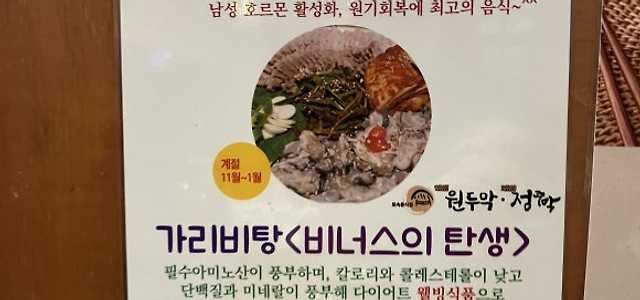 남성 호르몬 활성화, 원기회복에 최고의 음식~^^
계절
11월~1월
원두막·정박
가리비탕<비너스의 탄생>
필수아미노산이 풍부하며, 칼로리와 콜레스테롤이 낮고
단백질과 미네랄이 풍부해 다이어트 웰빙식품으로